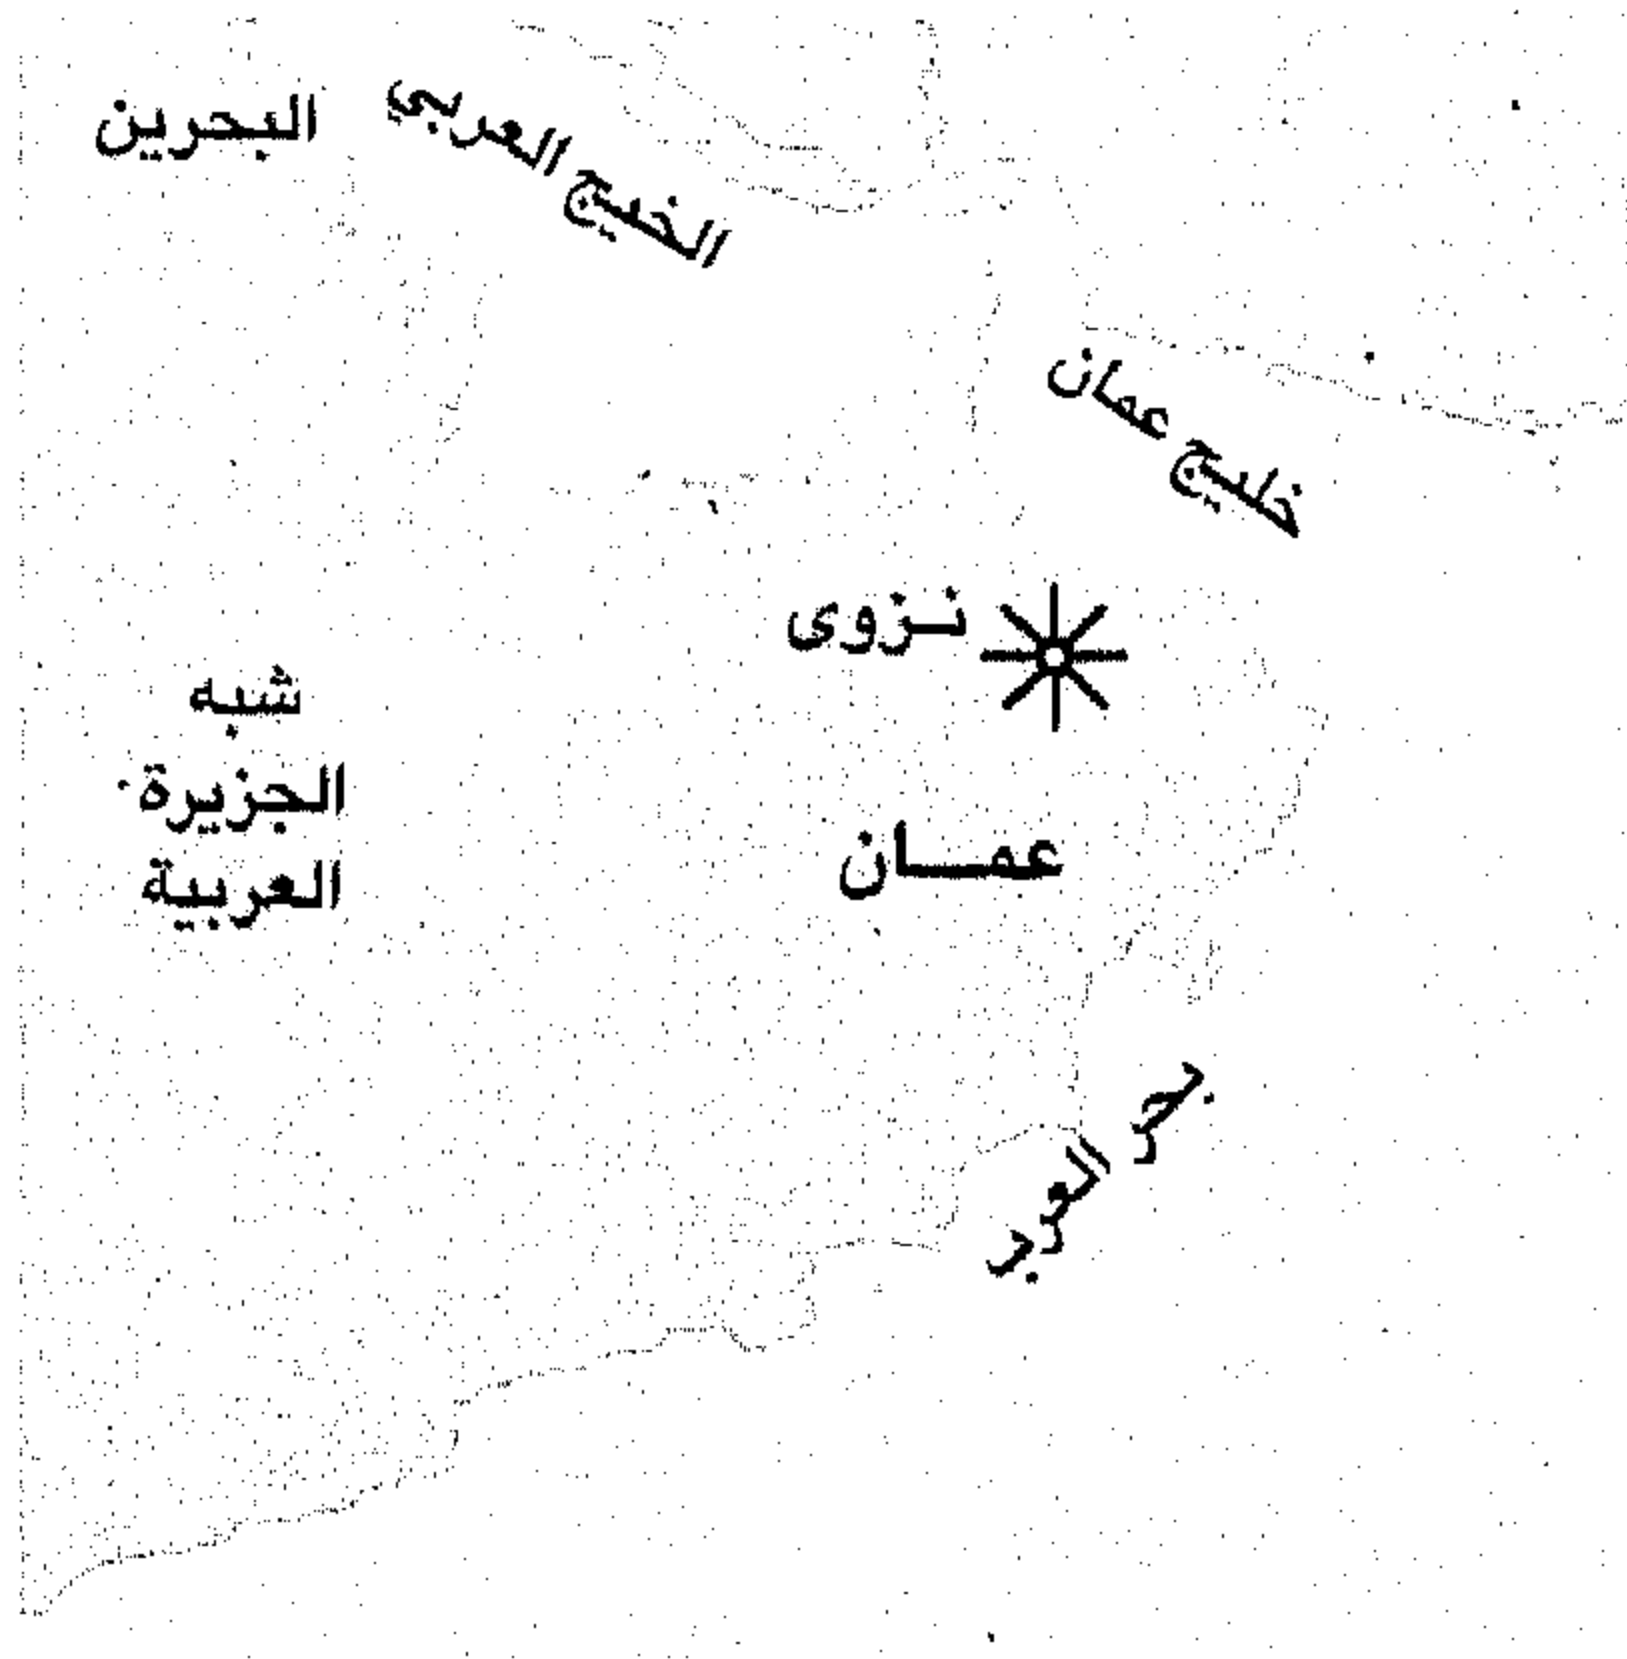 البحرين
الخليج العربي
خليج عمان
نزوى
شبه
الجزيرة
العربية
عمان
بحر العرب